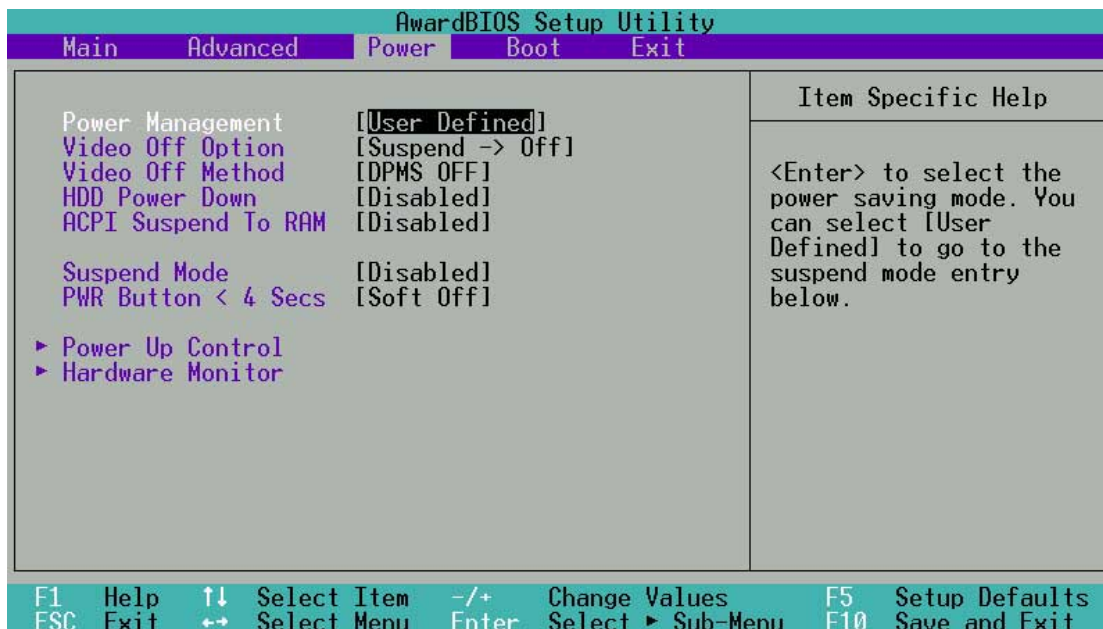 AwardBIOS Setup Utility
Main Advanced Power Boot Exit
Power Management [User Defined]
Video Off Option [Suspend -> Off]
Video Off Method [DPMS OFF]
HDD Power Down [Disabled]
ACPI Suspend To RAM [Disabled]
Suspend Mode [Disabled]
PWR Button < 4 Secs [Soft Off]
► Power Up Control
► Hardware Monitor
Item Specific Help
<Enter> to select the
power saving mode. You
can select [User
Defined] to go to the
suspend mode entry
below.
F1 Help ↑↓ Select Item -/+ Change Values F5 Setup Defaults
ESC Exit ←→ Select Menu Enter Select ► Sub-Menu F10 Save and Exit